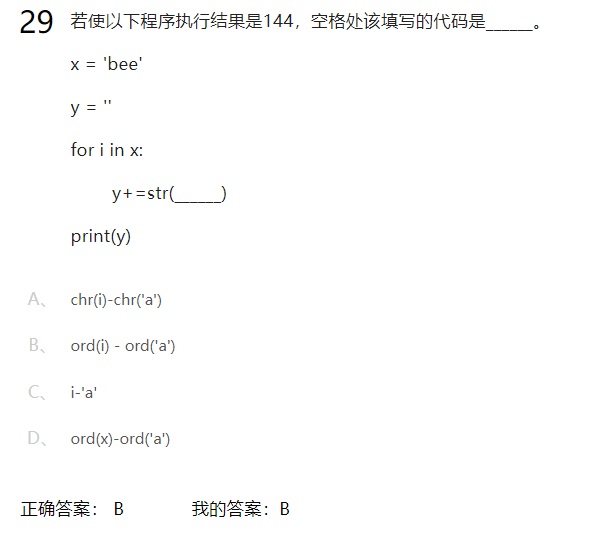 29 若使以下程序执行结果是144，空格处该填写的代码是______。
x = 'bee'
y = ''
for i in x:
y+=str(______)
print(y)
A、 chr(i)-chr('a')
B、 ord(i) - ord('a')
C、 i-'a'
D、 ord(x)-ord('a')
正确答案： B 我的答案：B